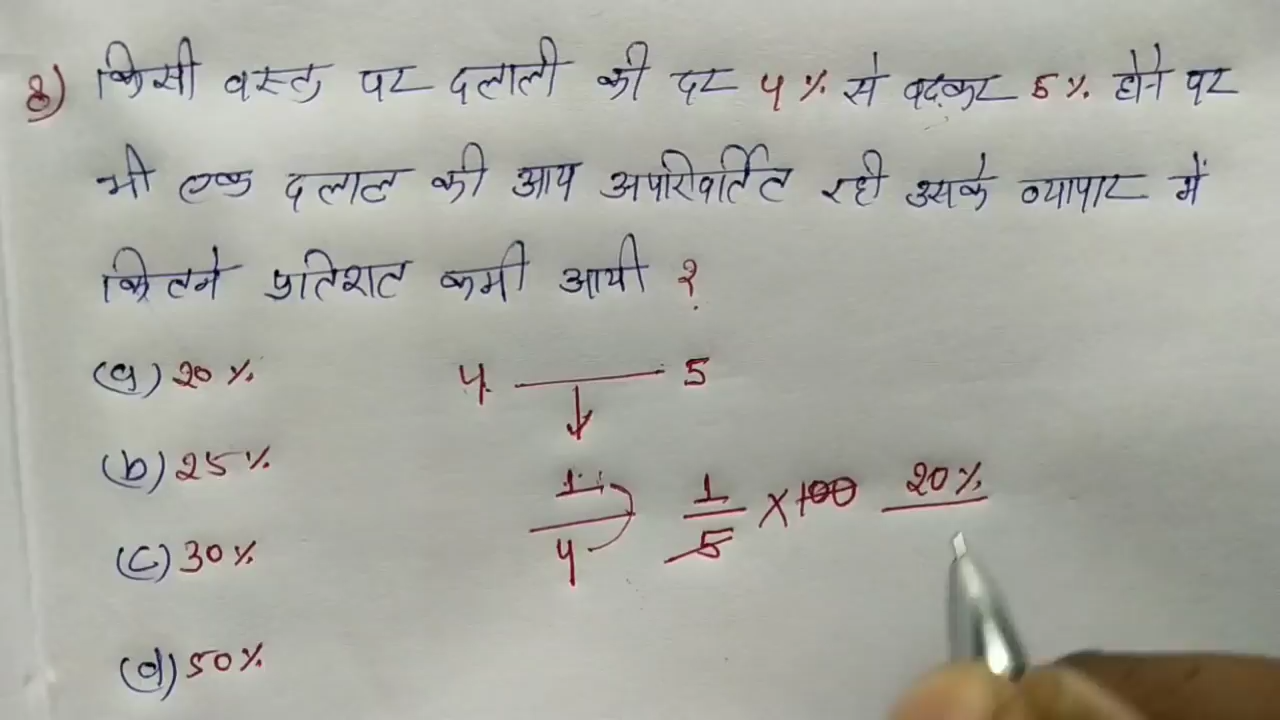 8) किसी वस्तु पर दलाली की दर 4% से बढ़कर 5% होने पर
भी एक दलाल की आय अपरिवर्तित रही उसके व्यापार में
कितने प्रतिशत कमी आयी ?
(a) 20%
4 — 5
(b) 25%
1/4 1/5 × 100 20%
(c) 30%
(d) 50%